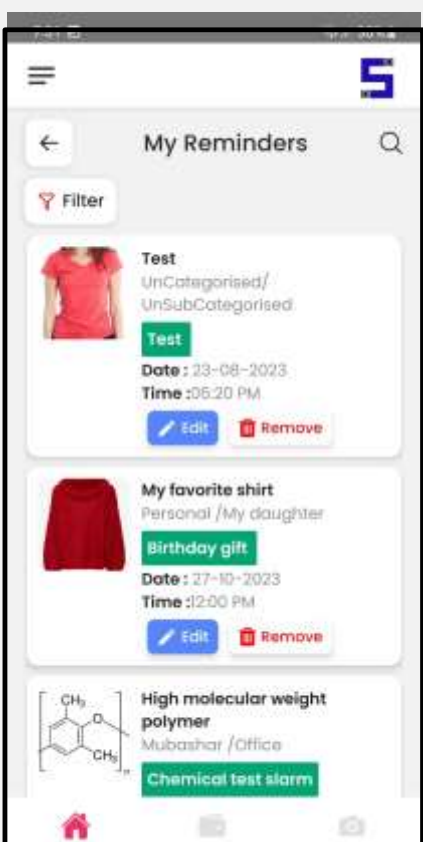 My Reminders
Filter
Test
UnCategorised/
UnSubCategorised
Test
Date : 23-08-2023
Time :06:20 PM
Edit Remove
My favorite shirt
Personal /My daughter
Birthday gift
Date : 27-10-2023
Time :12:00 PM
Edit Remove
High molecular weight
polymer
Mubashar /Office
CH₃
O
CH₃
n
Chemical test slarm